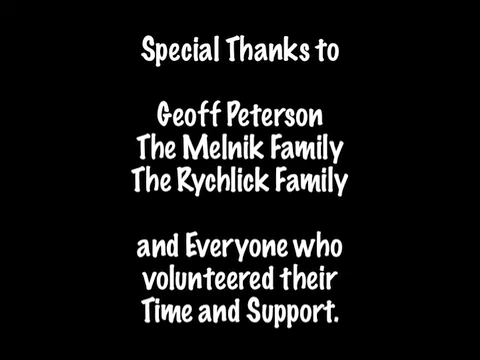 Special Thanks to
Geoff Peterson
The Melnik Family
The Rychlick Family
and Everyone who
volunteered their
Time and Support.